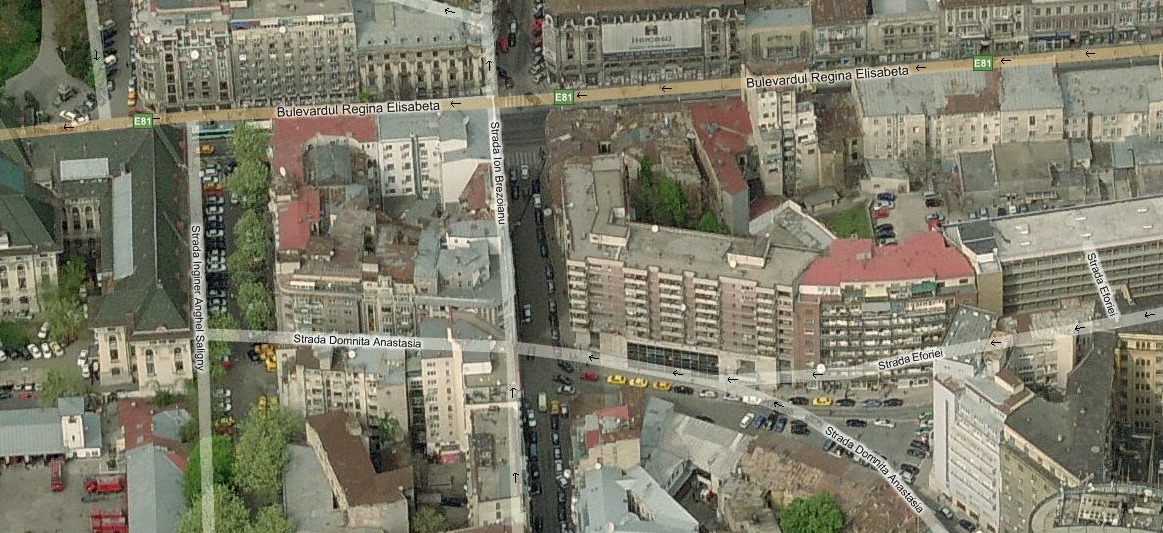 E81
Bulevardul Regina Elisabeta
E81
Bulevardul Regina Elisabeta
E81
Strada Ion Brezoianu
Strada Inginer Anghel Saligny
Strada Domnita Anastasia
Strada Eforiei
Strada Eforiei
Strada Domnita Anastasia